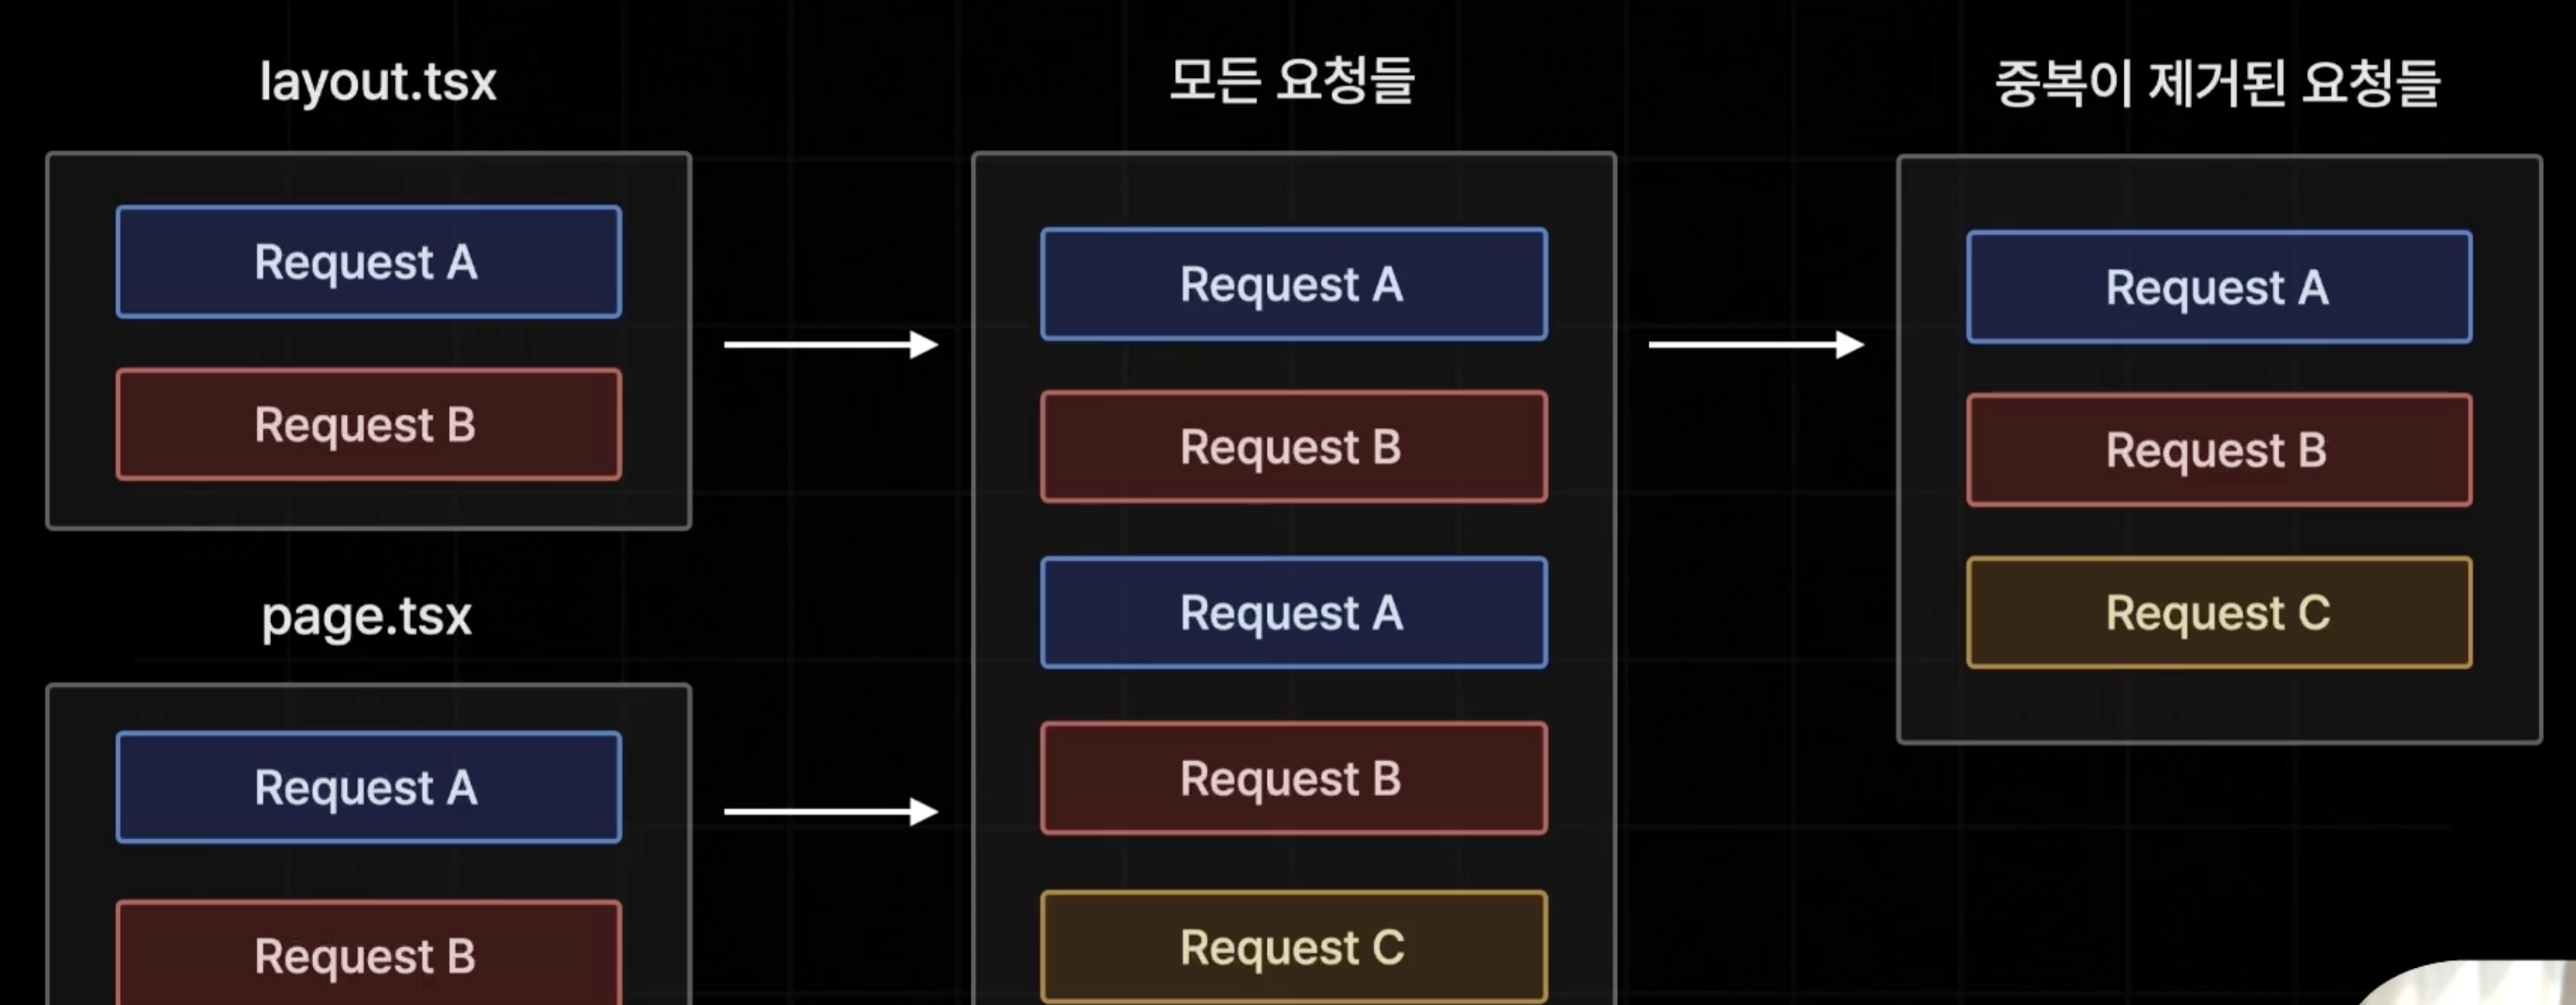 layout.tsx
Request A
Request B
page.tsx
Request A
Request B
모든 요청들
Request A
Request B
Request A
Request B
Request C
중복이 제거된 요청들
Request A
Request B
Request C